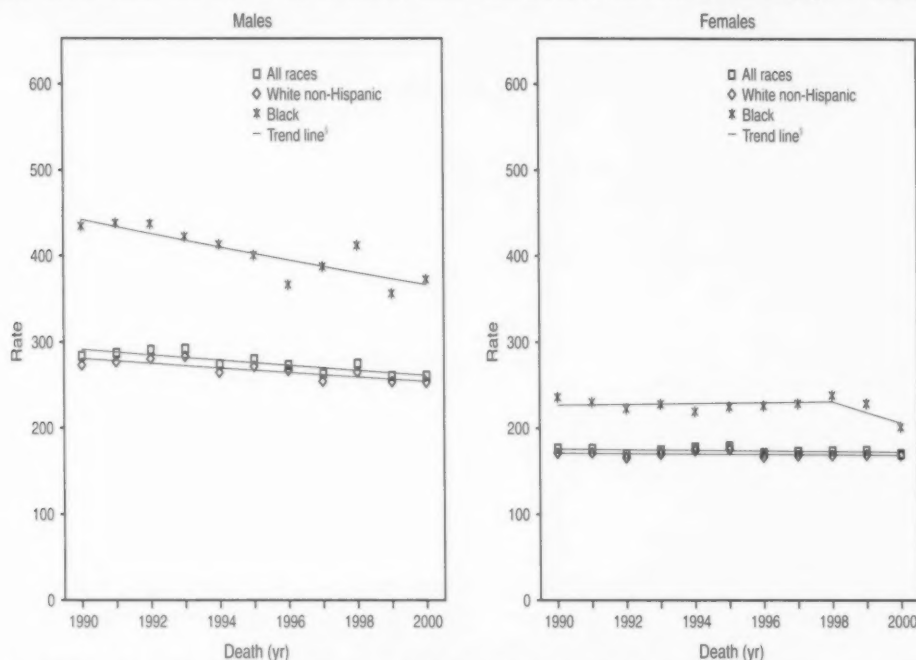 Males
600
500
400
300
200
100
0
Rate
□ All races
◇ White non-Hispanic
✶ Black
— Trend line§
1990 1992 1994 1996 1998 2000
Death (yr)
Females
600
500
400
300
200
100
0
Rate
□ All races
◇ White non-Hispanic
✶ Black
— Trend line§
1990 1992 1994 1996 1998 2000
Death (yr)